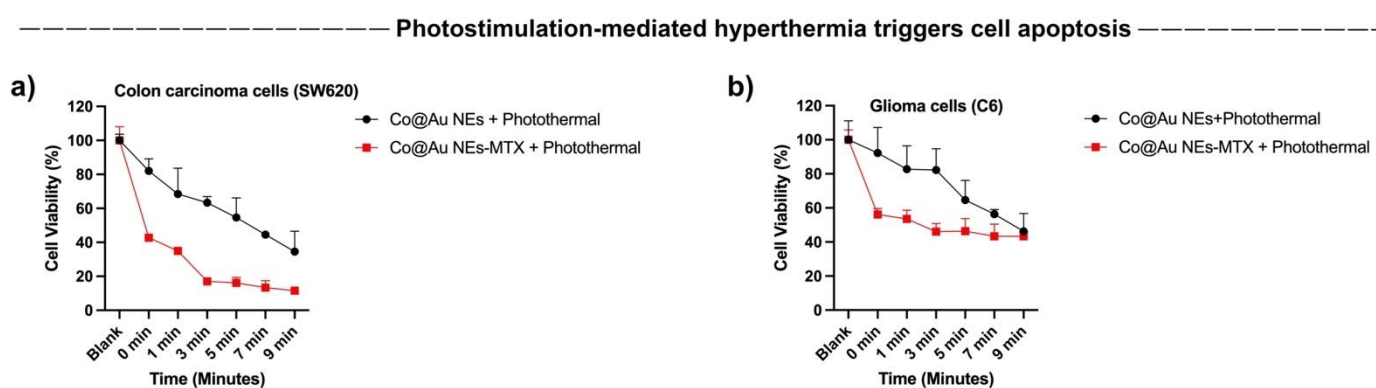 Photostimulation-mediated hyperthermia triggers cell apoptosis
a)
Colon carcinoma cells (SW620)
Co@Au NEs + Photothermal
Co@Au NEs-MTX + Photothermal
Cell Viability (%)
120
100
80
60
40
20
0
Blank
0 min
1 min
3 min
5 min
7 min
9 min
Time (Minutes)
b)
Glioma cells (C6)
Co@Au NEs+Photothermal
Co@Au NEs-MTX + Photothermal
Cell Viability (%)
120
100
80
60
40
20
0
Blank
0 min
1 min
3 min
5 min
7 min
9 min
Time (Minutes)